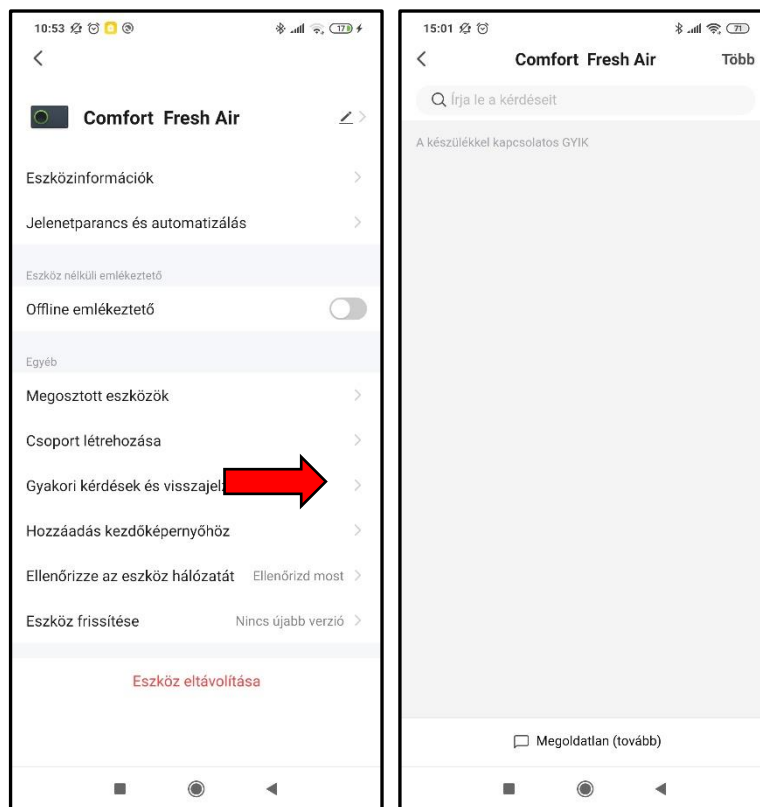 10:53
17
Comfort Fresh Air
Eszközinformációk
Jelenetparancs és automatizálás
Eszköz nélküli emlékeztető
Offline emlékeztető
Egyéb
Megosztott eszközök
Csoport létrehozása
Gyakori kérdések és
Hozzáadás kezdőképernyőhöz
Ellenőrizze az eszköz hálózatát Ellenőrizd most
Eszköz frissítése Nincs újabb verzió
Eszköz eltávolítása
15:01
71
Comfort Fresh Air Több
Írja le a kérdéseit
A készülékkel kapcsolatos GYIK
Megoldatlan (tovább)